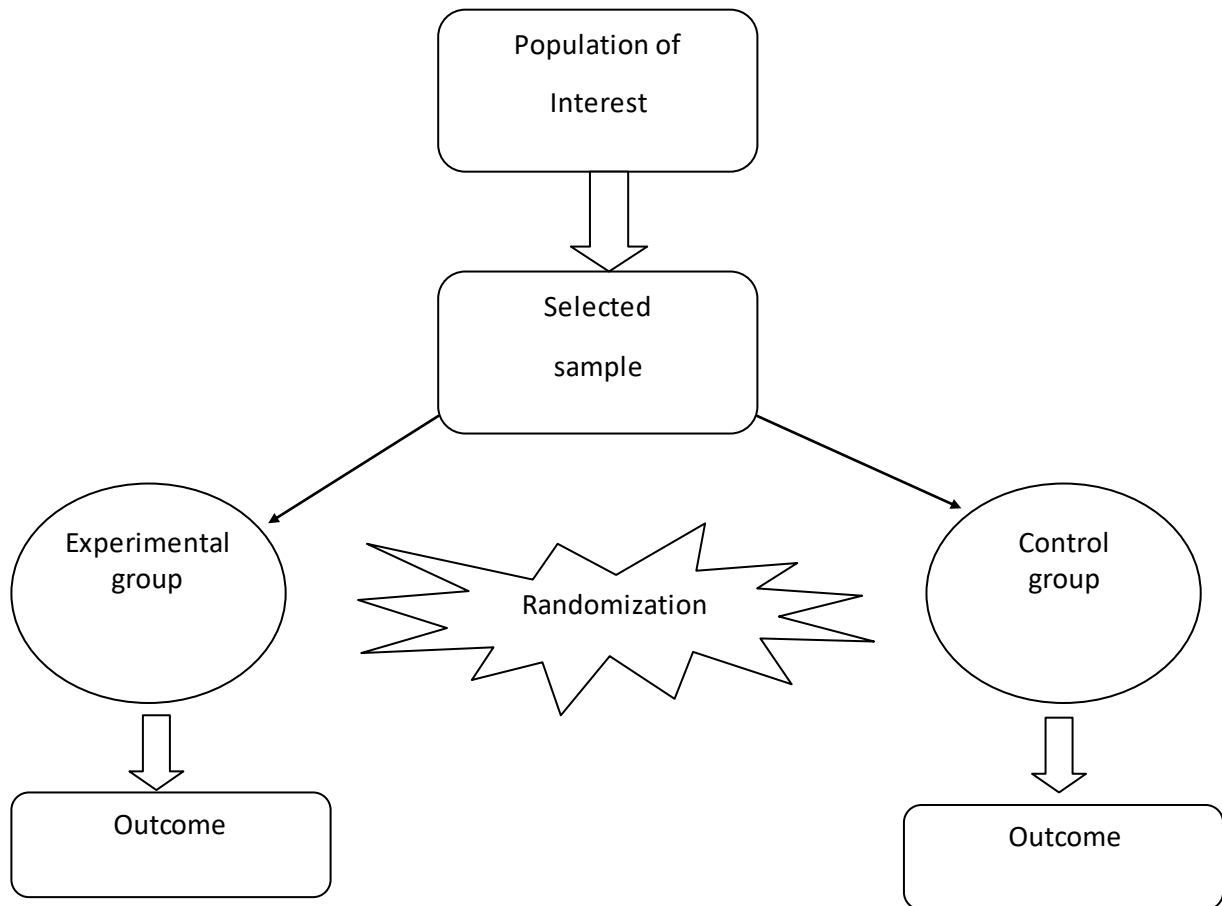 Population of
Interest
Selected
sample
Experimental
group
Randomization
Control
group
Outcome
Outcome